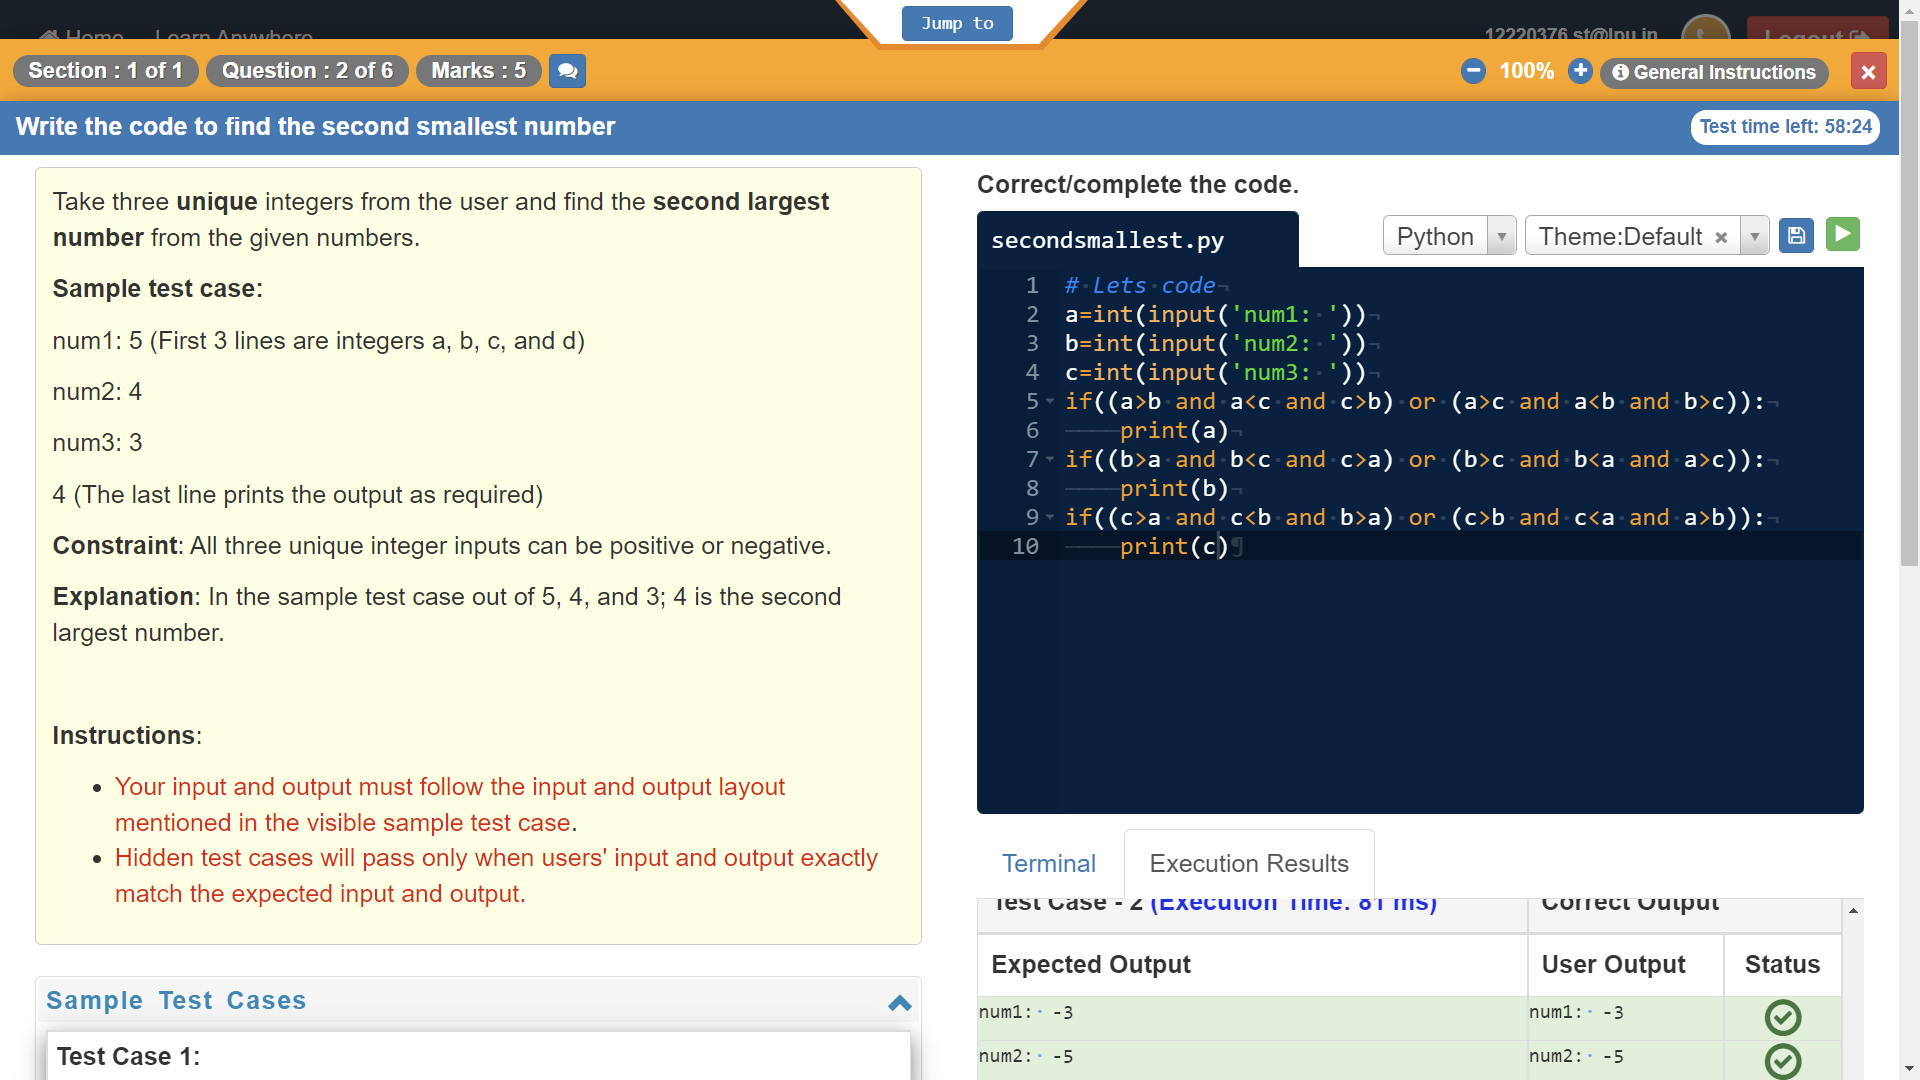 Home
Learn Anywhere
Jump to
12220376.st@lpu.in
Logout
Section : 1 of 1
Question : 2 of 6
Marks : 5
100%
General Instructions
Write the code to find the second smallest number
Test time left: 58:24
Take three unique integers from the user and find the second largest
number from the given numbers.
Sample test case:
num1: 5 (First 3 lines are integers a, b, c, and d)
num2: 4
num3: 3
4 (The last line prints the output as required)
Constraint: All three unique integer inputs can be positive or negative.
Explanation: In the sample test case out of 5, 4, and 3; 4 is the second
largest number.
Instructions:
Your input and output must follow the input and output layout
mentioned in the visible sample test case.
Hidden test cases will pass only when users' input and output exactly
match the expected input and output.
Sample Test Cases
Test Case 1:
Correct/complete the code.
secondsmallest.py
Python
Theme:Default ×
1 # Lets code
2 a=int(input('num1: '))
3 b=int(input('num2: '))
4 c=int(input('num3: '))
5 if((a>b and a<c and c>b) or (a>c and a<b and b>c)):
6 print(a)
7 if((b>a and b<c and c>a) or (b>c and b<a and a>c)):
8 print(b)
9 if((c>a and c<b and b>a) or (c>b and c<a and a>b)):
10 print(c)
Terminal
Execution Results
Test Case - 2 (Execution Time: 81 ms)
Correct Output
Expected Output
User Output
Status
num1: -3
num1: -3
num2: -5
num2: -5